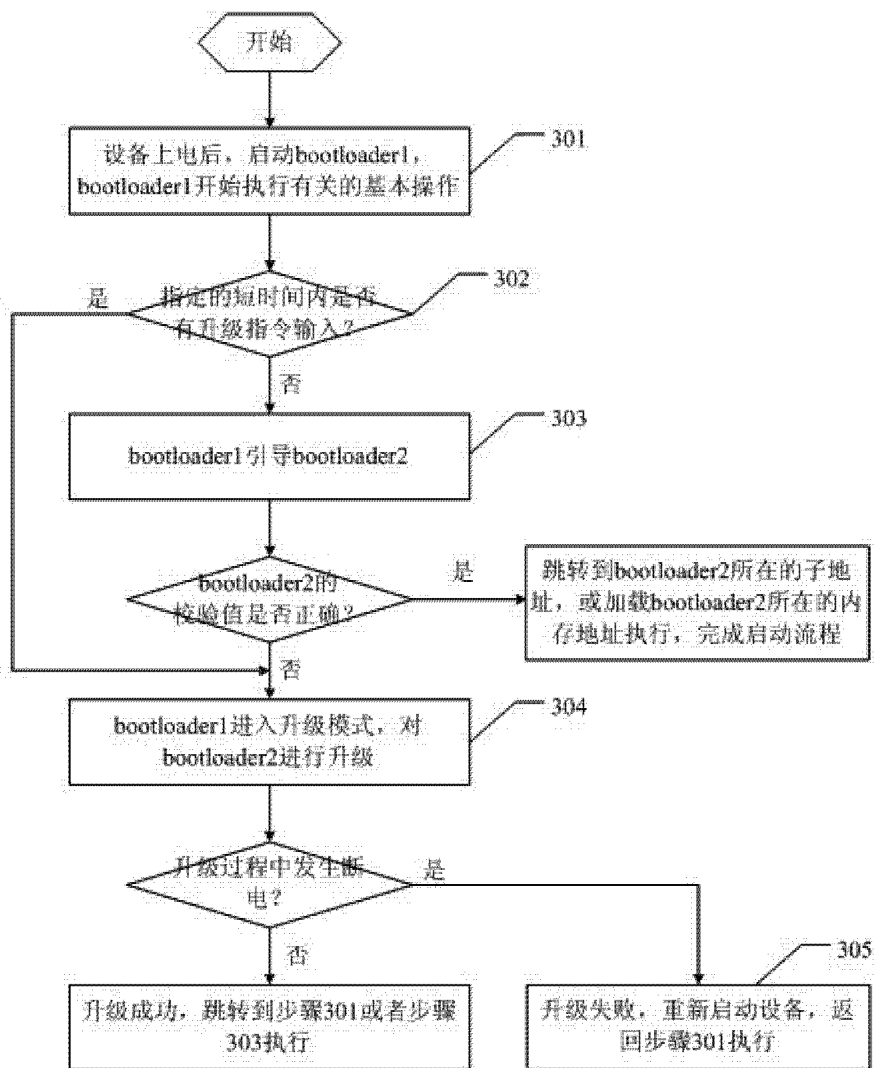 开始
设备上电后，启动bootloader1，
bootloader1开始执行有关的基本操作
301
指定的短时间内是否
有升级指令输入？
302
是
否
bootloader1引导bootloader2
303
bootloader2的
校验值是否正确？
是
跳转到bootloader2所在的子地
址，或加载bootloader2所在的内
存地址执行，完成启动流程
否
bootloader1进入升级模式，对
bootloader2进行升级
304
升级过程中发生断
电？
是
否
305
升级成功，跳转到步骤301或者步骤
303执行
升级失败，重新启动设备，返
回步骤301执行